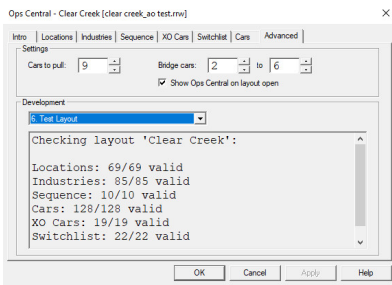 Ops Central - Clear Creek [clear creek_ao test.rrw]
Intro Locations Industries Sequence XO Cars Switchlist Cars Advanced
Settings
Cars to pull: 9 Bridge cars: 2 to 6
Show Ops Central on layout open
Development
6. Test Layout
Checking layout 'Clear Creek':
Locations: 69/69 valid
Industries: 85/85 valid
Sequence: 10/10 valid
Cars: 128/128 valid
XO Cars: 19/19 valid
Switchlist: 22/22 valid
OK Cancel Apply Help